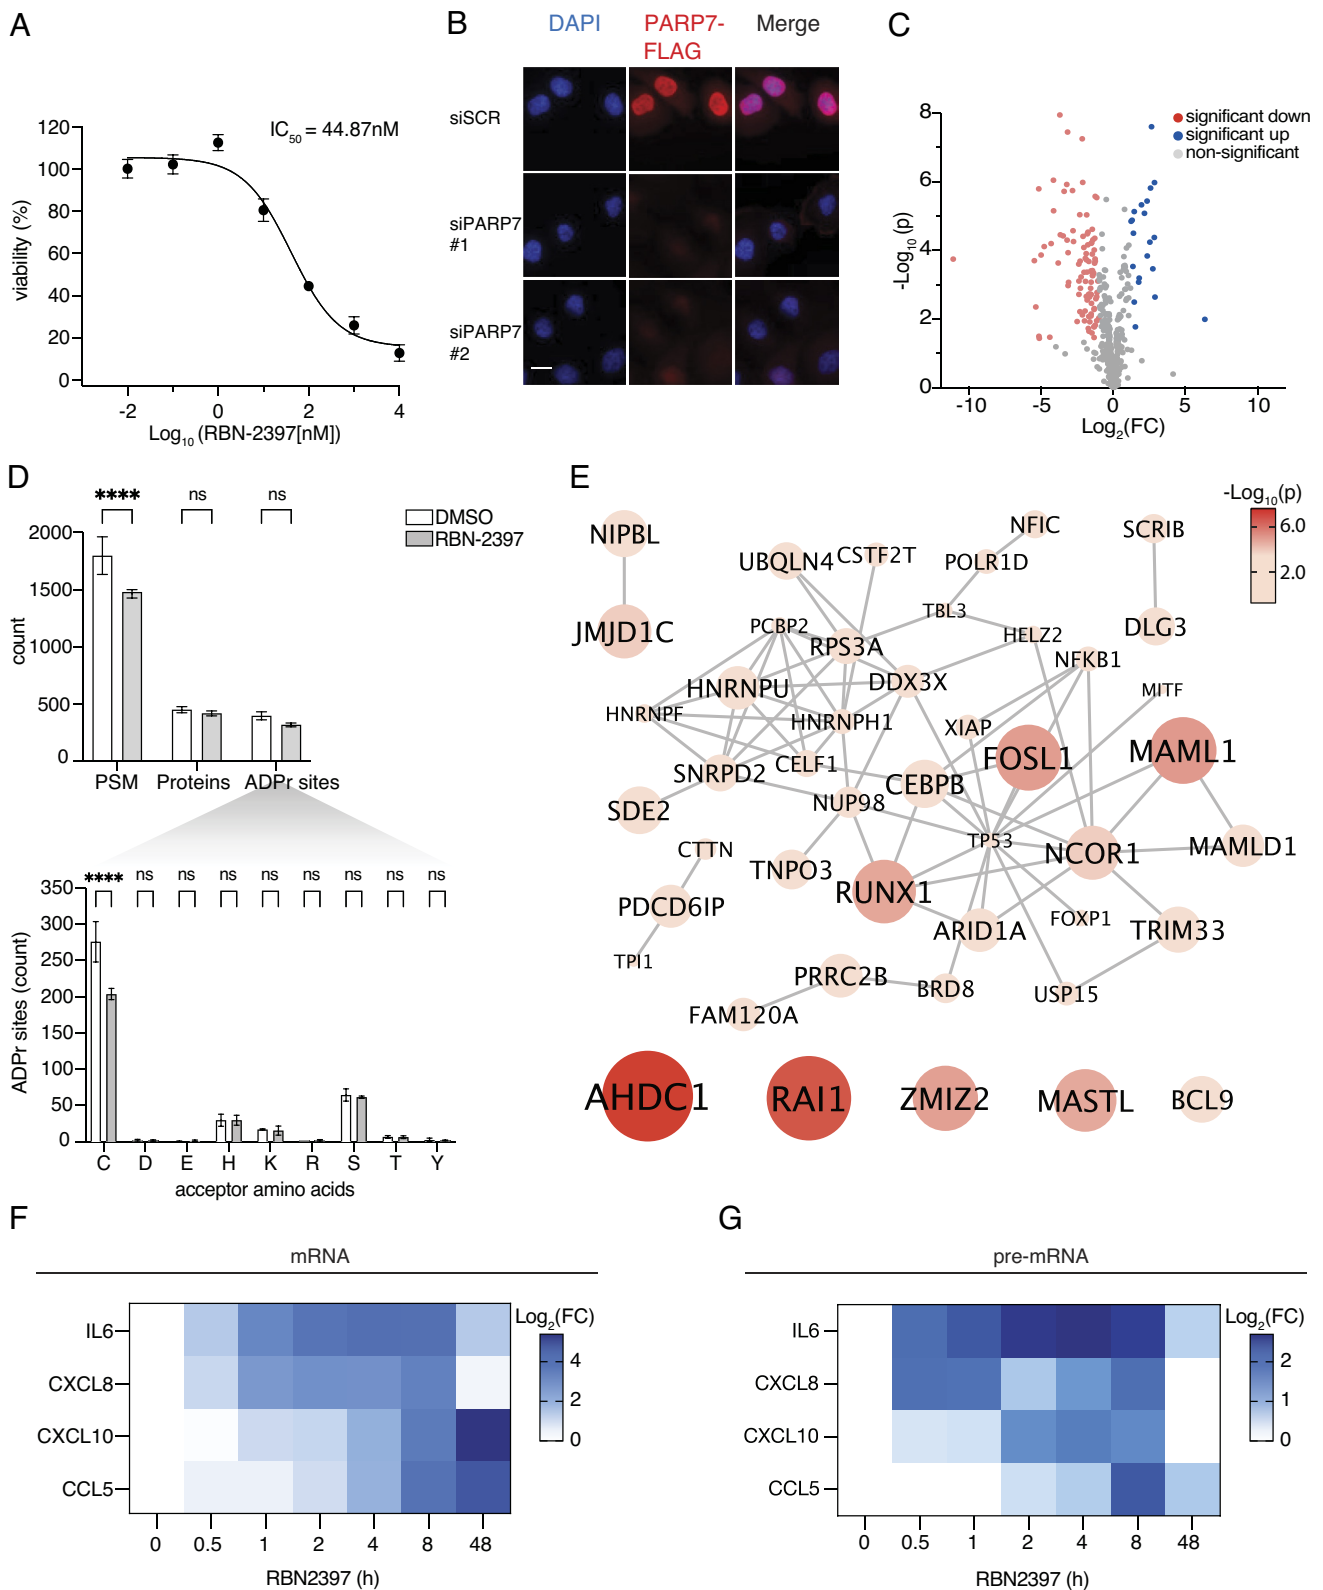 A
IC50 = 44.87nM
viability (%)
120
100
80
60
40
20
0
-2
0
2
4
Log10 (RBN-2397[nM])
B
DAPI
PARP7-
FLAG
Merge
siSCR
siPARP7
#1
siPARP7
#2
C
significant down
significant up
non-significant
-Log10 (p)
8
6
4
2
0
-10
-5
0
5
10
Log2(FC)
D
**** ns ns
DMSO
RBN-2397
count
2000
1500
1000
500
0
PSM Proteins ADPr sites
**** ns ns ns ns ns ns ns ns
ADPr sites (count)
350
300
250
200
150
100
50
0
C D E H K R S T Y
acceptor amino acids
E
-Log10(p)
6.0
2.0
NIPBL
JMJD1C
UBQLN4
CSTF2T
NFIC
POLR1D
SCRIB
DLG3
TBL3
PCBP2
RPS3A
HELZ2
NFKB1
MITF
HNRNPU
DDX3X
HNRNPF
HNRNPH1
XIAP
FOSL1
MAML1
SNRPD2
CELF1
CEBPB
SDE2
NUP98
TP53
NCOR1
MAMLD1
CTTN
TNPO3
RUNX1
PDCD6IP
ARID1A
FOXP1
TRIM33
TPI1
PRRC2B
BRD8
USP15
FAM120A
AHDC1
RAI1
ZMIZ2
MASTL
BCL9
F
mRNA
Log2(FC)
4
2
0
IL6
CXCL8
CXCL10
CCL5
0 0.5 1 2 4 8 48
RBN2397 (h)
G
pre-mRNA
Log2(FC)
2
1
0
IL6
CXCL8
CXCL10
CCL5
0 0.5 1 2 4 8 48
RBN2397 (h)